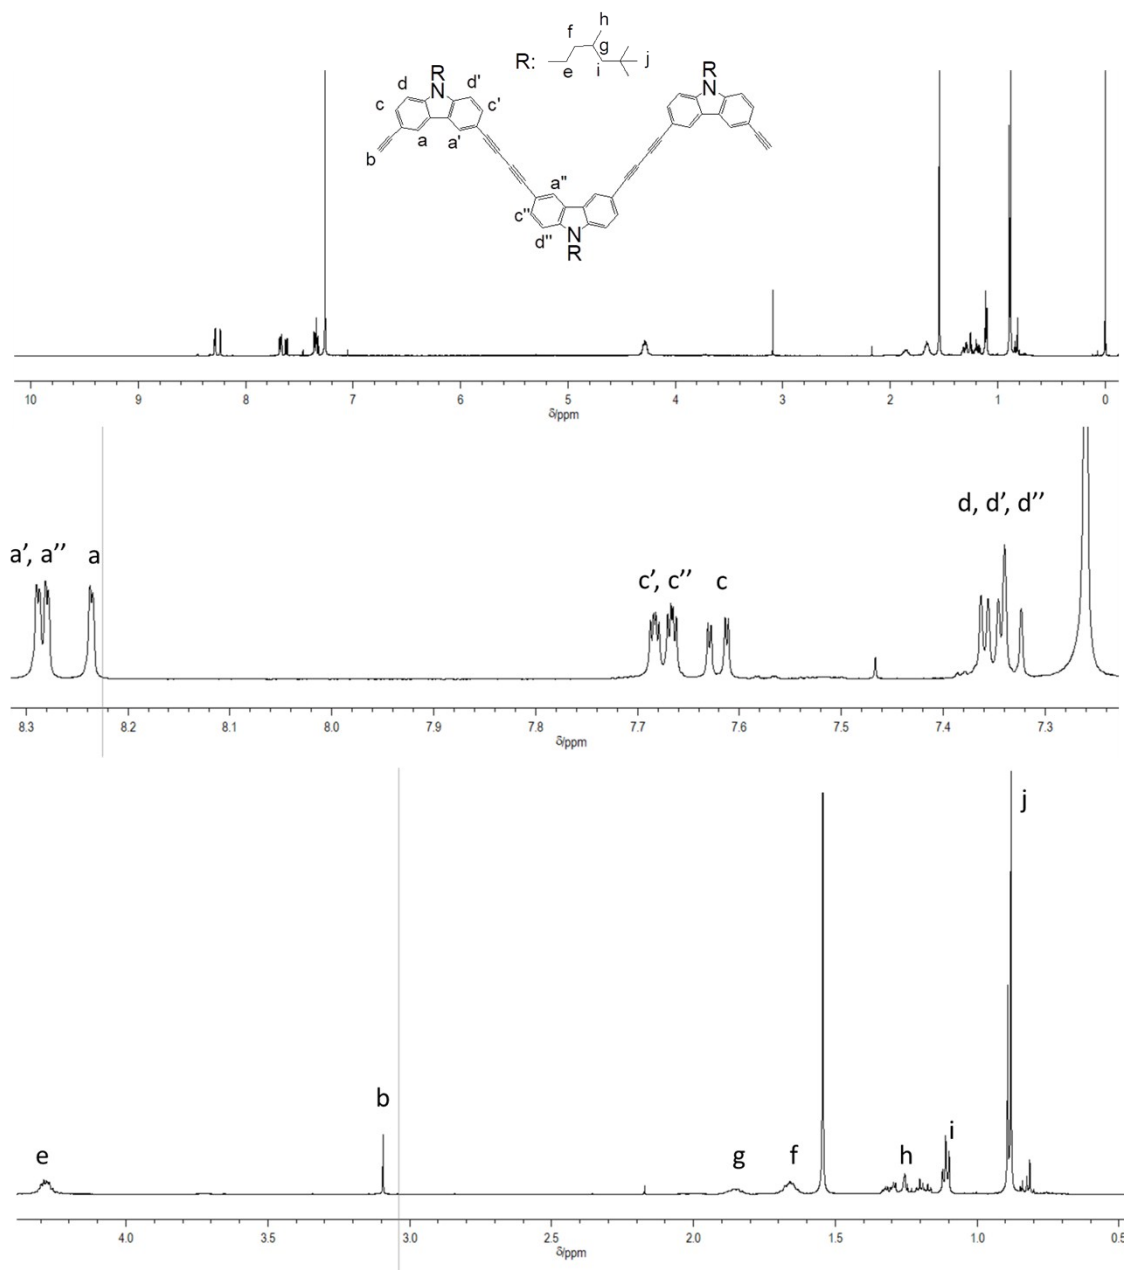 h
f
g
R:
j
e
i
R
R
d
N
d'
N
c
c'
a
a'
b
a''
c''
d''
N
R
10 9 8 7 6 5 4 3 2 1 0
δ/ppm
d, d', d''
a', a'' a
c', c'' c
8.3 8.2 8.1 8.0 7.9 7.8 7.7 7.6 7.5 7.4 7.3
δ/ppm
j
b
e g f h i
4.0 3.5 3.0 2.5 2.0 1.5 1.0 0.5
δ/ppm